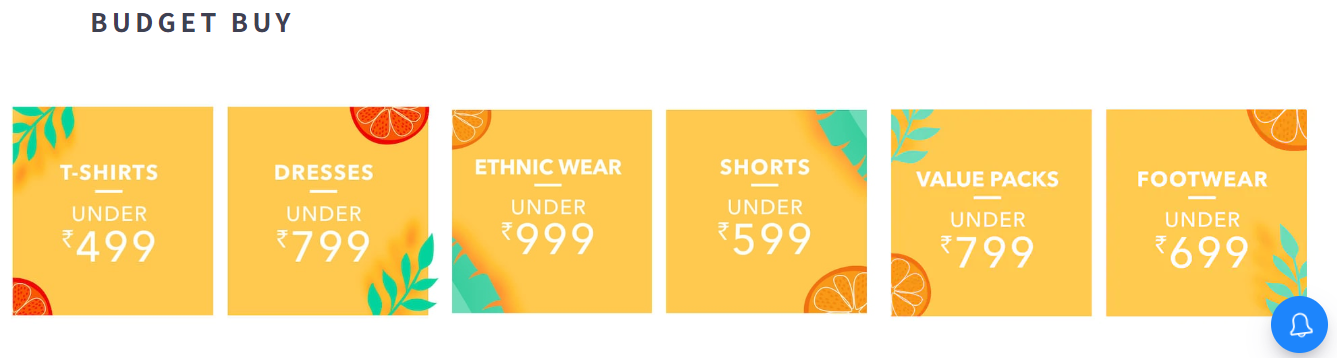 BUDGET BUY
T-SHIRTS
UNDER
₹499
DRESSES
UNDER
₹799
ETHNIC WEAR
UNDER
₹999
SHORTS
UNDER
₹599
VALUE PACKS
UNDER
₹799
FOOTWEAR
UNDER
₹699